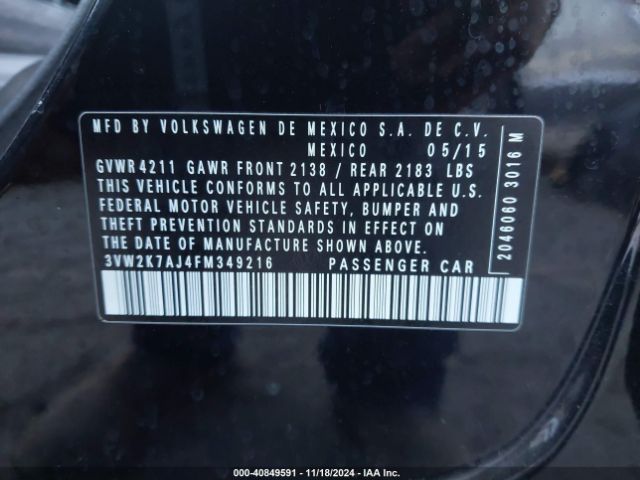 MFD BY VOLKSWAGEN DE MEXICO S.A. DE C.V.
MEXICO 05/15
GVWR 4211 GAWR FRONT 2138 / REAR 2183 LBS
THIS VEHICLE CONFORMS TO ALL APPLICABLE U.S.
FEDERAL MOTOR VEHICLE SAFETY, BUMPER AND
THEFT PREVENTION STANDARDS IN EFFECT ON
THE DATE OF MANUFACTURE SHOWN ABOVE.
3VW2K7AJ4FM349216 PASSENGER CAR
2046060 3016 M
000-40849591 - 11/18/2024 - IAA Inc.